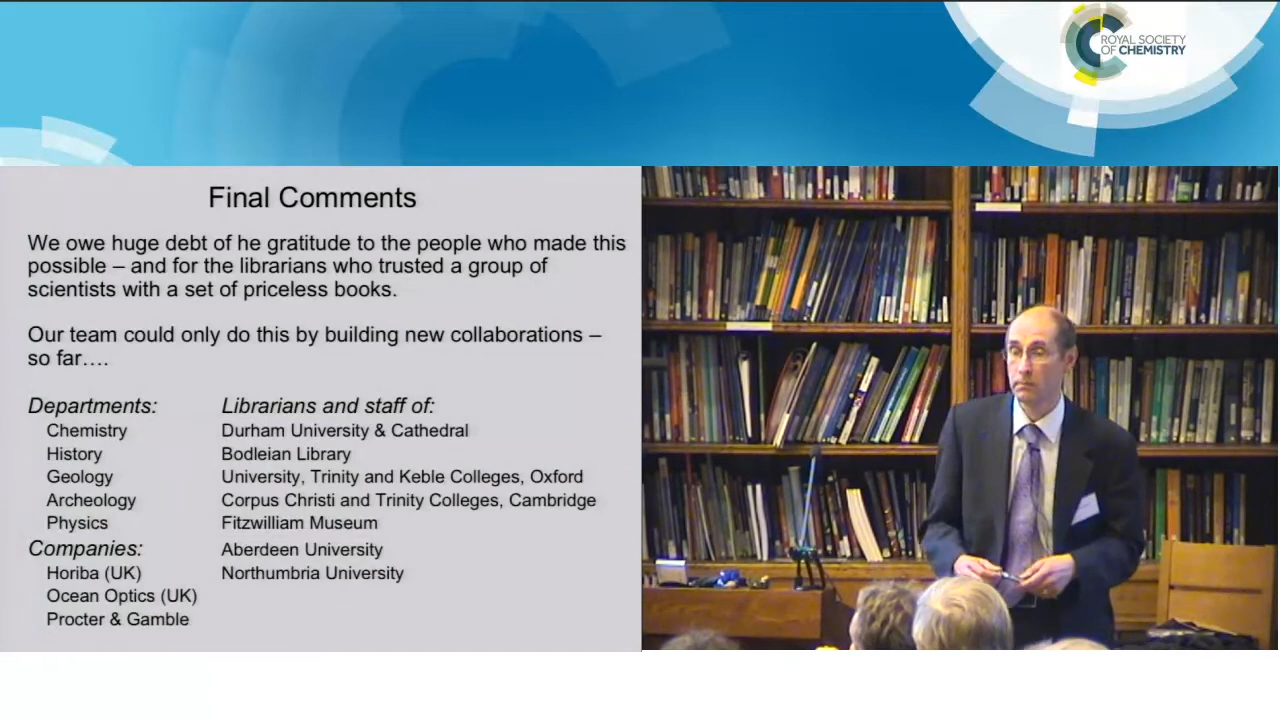 ROYAL SOCIETY
OF CHEMISTRY
Final Comments
We owe huge debt of he gratitude to the people who made this
possible – and for the librarians who trusted a group of
scientists with a set of priceless books.
Our team could only do this by building new collaborations –
so far….
Departments:
Chemistry
History
Geology
Archeology
Physics
Companies:
Horiba (UK)
Ocean Optics (UK)
Procter & Gamble
Librarians and staff of:
Durham University & Cathedral
Bodleian Library
University, Trinity and Keble Colleges, Oxford
Corpus Christi and Trinity Colleges, Cambridge
Fitzwilliam Museum
Aberdeen University
Northumbria University